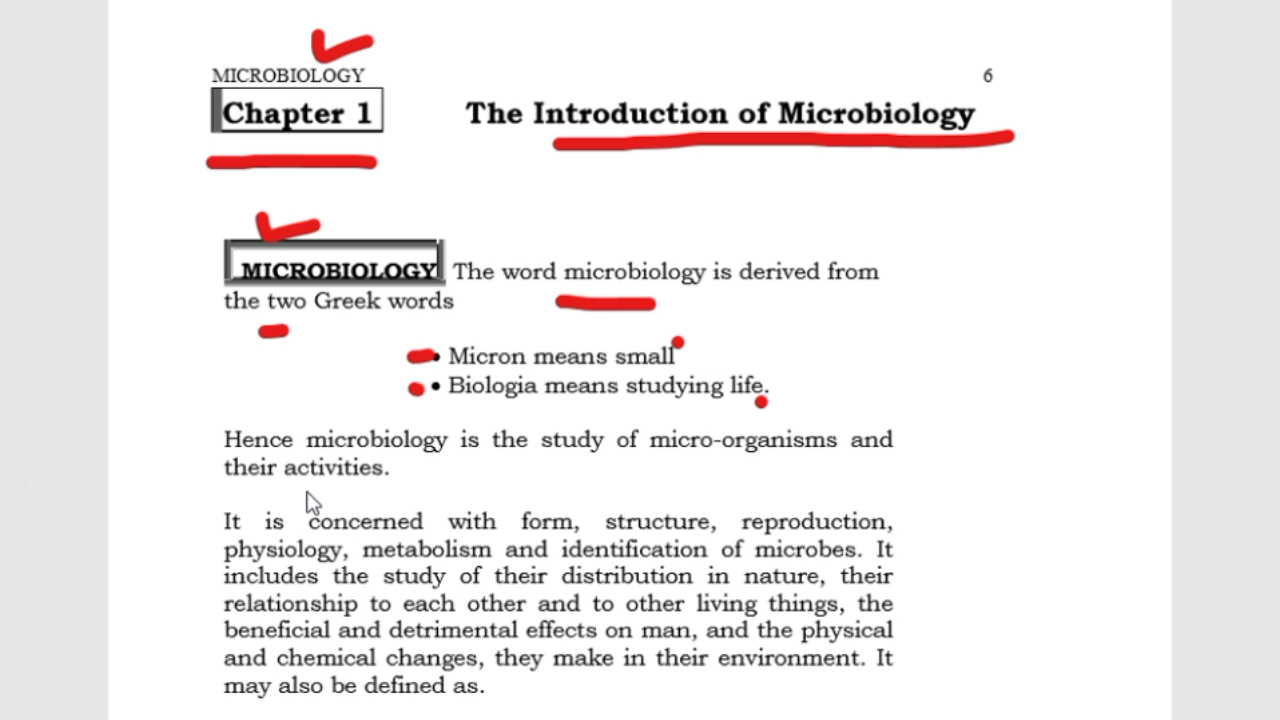 MICROBIOLOGY 6
Chapter 1 The Introduction of Microbiology
MICROBIOLOGY The word microbiology is derived from
the two Greek words
• Micron means small
• Biologia means studying life.
Hence microbiology is the study of micro-organisms and
their activities.
It is concerned with form, structure, reproduction,
physiology, metabolism and identification of microbes. It
includes the study of their distribution in nature, their
relationship to each other and to other living things, the
beneficial and detrimental effects on man, and the physical
and chemical changes, they make in their environment. It
may also be defined as.